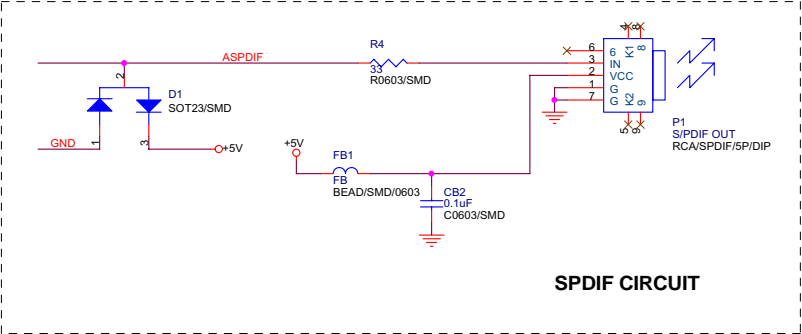 ASPDIF
R4
33
R0603/SMD
2
D1
SOT23/SMD
GND
1
3
+5V
+5V
FB1
FB
BEAD/SMD/0603
CB2
0.1uF
C0603/SMD
4
8
6
6
K1
8
3
IN
2
VCC
1
G
7
G
K2
9
5
9
P1
S/PDIF OUT
RCA/SPDIF/5P/DIP
SPDIF CIRCUIT